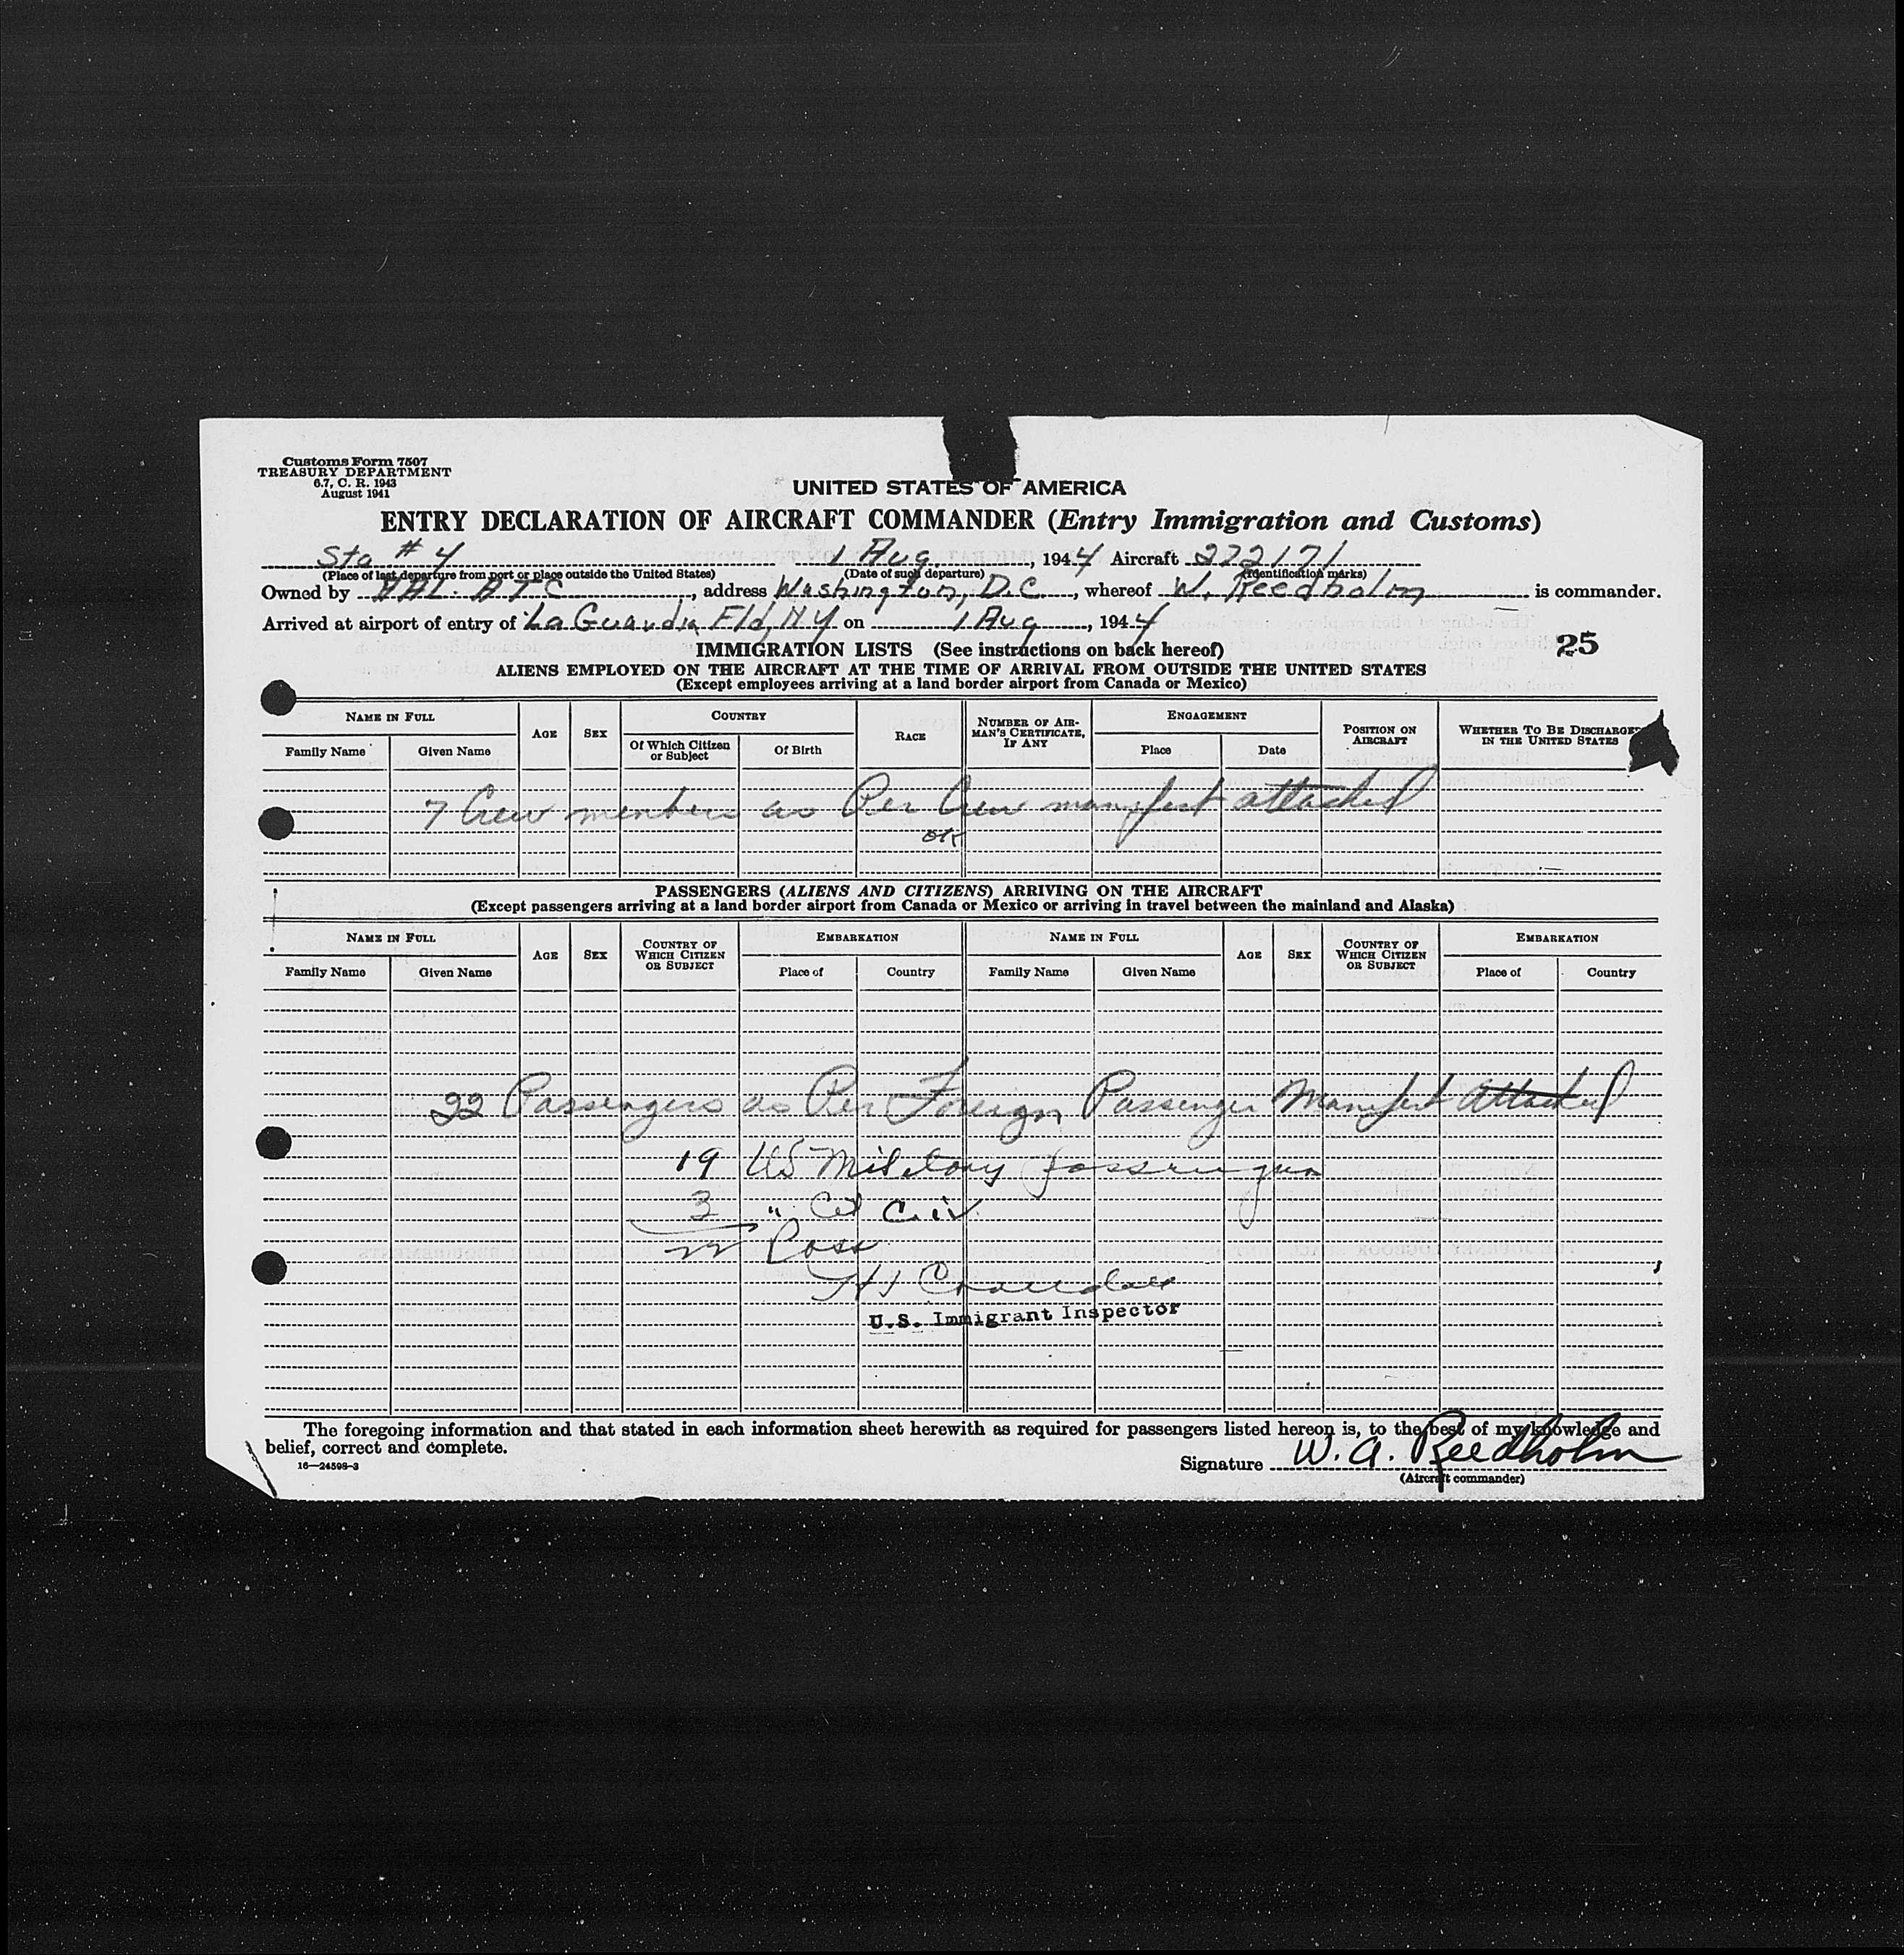 Customs Form 7507
TREASURY DEPARTMENT
6.7, C. R. 1943
August 1941
UNITED STATES OF AMERICA
ENTRY DECLARATION OF AIRCRAFT COMMANDER (Entry Immigration and Customs)
Sta # 4 1 Aug, 1944 Aircraft 272171
(Place of last departure from port or place outside the United States) (Date of such departure) (Identification marks)
Owned by AAL. ATC, address Washington, D.C., whereof W. Reedholm is commander.
Arrived at airport of entry of La Guardia Fld, NY on 1 Aug, 1944
25
IMMIGRATION LISTS (See instructions on back hereof)
ALIENS EMPLOYED ON THE AIRCRAFT AT THE TIME OF ARRIVAL FROM OUTSIDE THE UNITED STATES
(Except employees arriving at a land border airport from Canada or Mexico)
NAME IN FULL AGE SEX COUNTRY RACE NUMBER OF AIRMAN'S CERTIFICATE, IF ANY ENGAGEMENT POSITION ON AIRCRAFT WHETHER TO BE DISCHARGE IN THE UNITED STATES
Family Name Given Name Of Which Citizen or Subject Of Birth Place Date
7 Crew members as Per Crew manifest attached
OK
PASSENGERS (ALIENS AND CITIZENS) ARRIVING ON THE AIRCRAFT
(Except passengers arriving at a land border airport from Canada or Mexico or arriving in travel between the mainland and Alaska)
NAME IN FULL AGE SEX COUNTRY OF WHICH CITIZEN OR SUBJECT EMBARKATION NAME IN FULL AGE SEX COUNTRY OF WHICH CITIZEN OR SUBJECT EMBARKATION
Family Name Given Name Place of Country Family Name Given Name Place of Country
22 Passengers as Per Foreign Passenger Manifest Attached
19 US Military passengers
3 " Cit Civ.
22 Pass
Crandall
U.S. Immigrant Inspector
The foregoing information and that stated in each information sheet herewith as required for passengers listed hereon is, to the best of my knowledge and
belief, correct and complete.
16—24598-3
Signature W. A. Reedholm
(Aircraft commander)